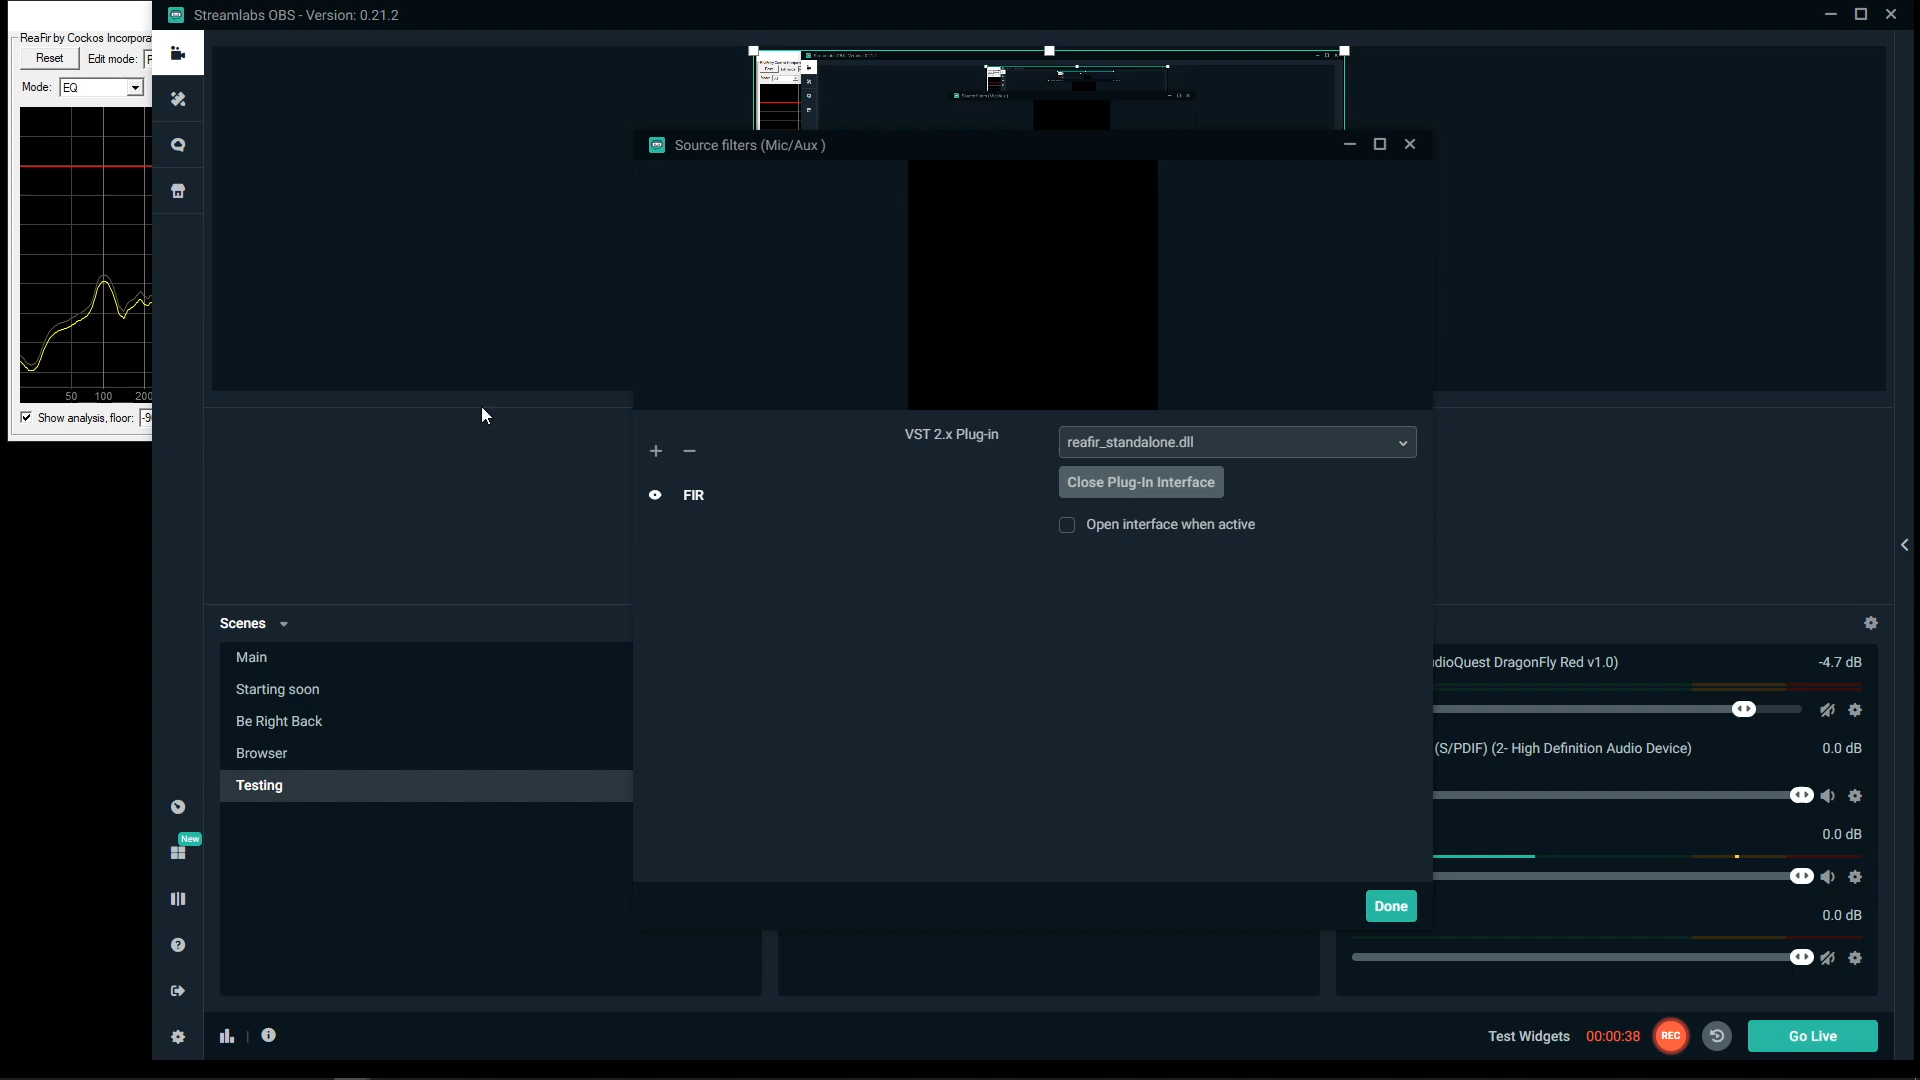 Streamlabs OBS - Version: 0.21.2
ReaFir by Cockos Incorpora
Reset
Edit mode:
Mode:
EQ
50 100 200
Show analysis, floor: -9
Source filters (Mic/Aux )
VST 2.x Plug-in
reafir_standalone.dll
Close Plug-In Interface
Open interface when active
FIR
Done
Scenes
Main
Starting soon
Be Right Back
Browser
Testing
dioQuest DragonFly Red v1.0)
-4.7 dB
(S/PDIF) (2- High Definition Audio Device)
0.0 dB
0.0 dB
0.0 dB
New
Test Widgets
00:00:38
REC
Go Live